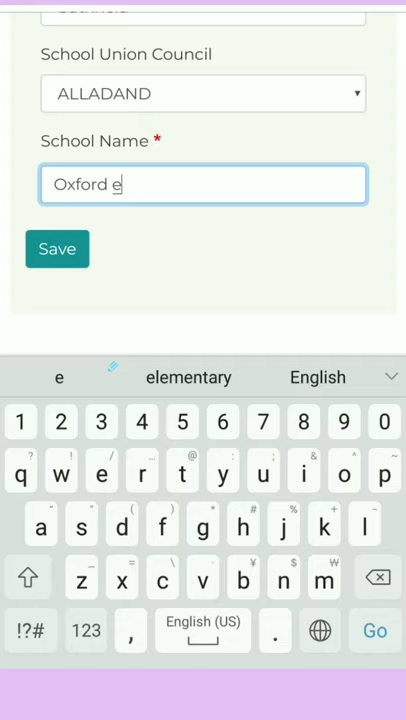 School Union Council
ALLADAND
School Name *
Oxford e
Save
e elementary English
1 2 3 4 5 6 7 8 9 0
q w e r t y u i o p
a s d f g h j k l
z x c v b n m
!?# 123 , English (US) . Go